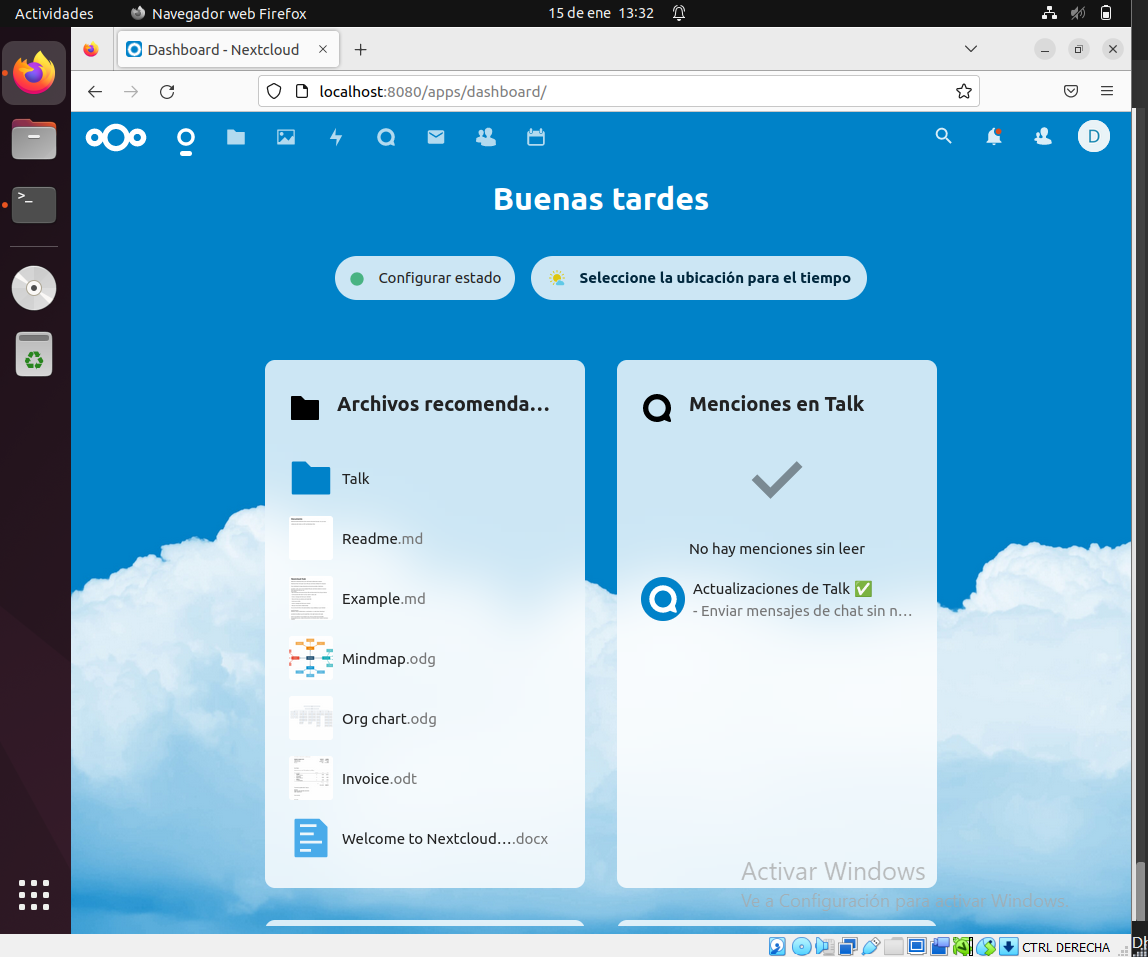 Actividades
Navegador web Firefox
15 de ene 13:32
Dashboard - Nextcloud
localhost:8080/apps/dashboard/
D
Buenas tardes
Configurar estado
Seleccione la ubicación para el tiempo
Archivos recomenda…
Talk
Readme.md
Example.md
Mindmap.odg
Org chart.odg
Invoice.odt
Welcome to Nextcloud….docx
Menciones en Talk
No hay menciones sin leer
Actualizaciones de Talk ✅
- Enviar mensajes de chat sin n…
Activar Windows
Ve a Configuración para activar Windows.
CTRL DERECHA